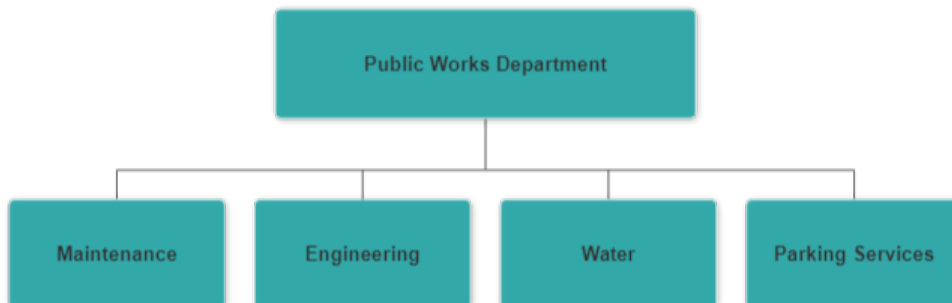 Public Works Department
Maintenance
Engineering
Water
Parking Services